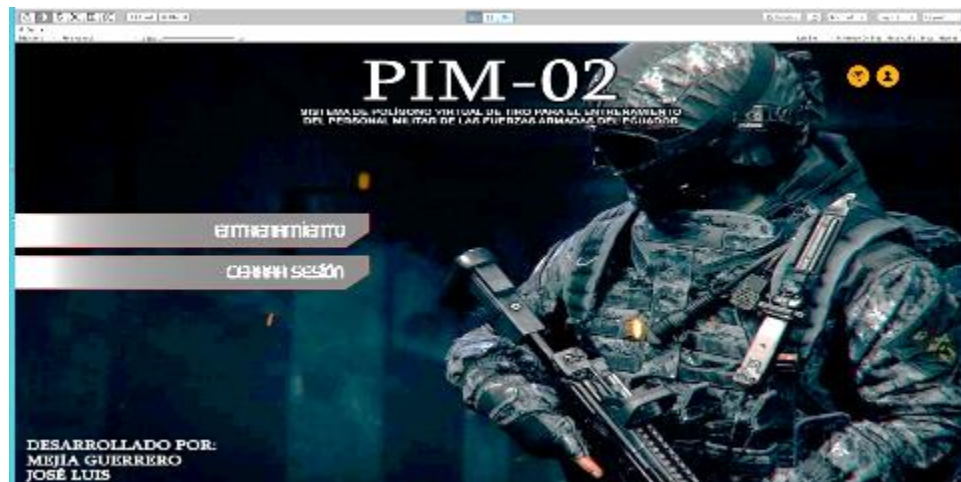 PIM-02
SISTEMA DE POLÍGONO VIRTUAL DE TIRO PARA EL ENTRENAMIENTO
DEL PERSONAL MILITAR DE LAS FUERZAS ARMADAS DEL ECUADOR
entrenamiento
CERRAR SESIÓN
DESARROLLADO POR:
MEJÍA GUERRERO
JOSÉ LUIS